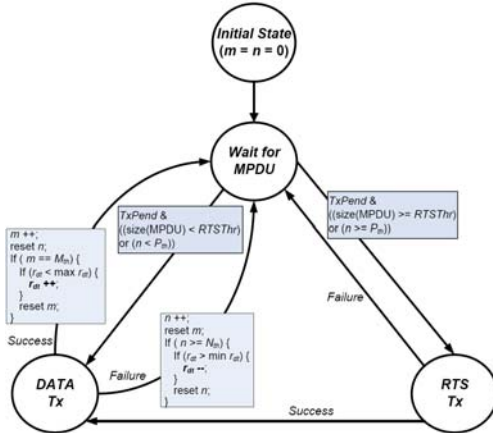 Initial State
(m = n = 0)
Wait for
MPDU
TxPend &
((size(MPDU) < RTSThr)
or (n < Pth))
TxPend &
((size(MPDU) >= RTSThr)
or (n >= Pth))
m ++;
reset n;
If ( m == Mth) {
If (rdt < max rdt) {
rdt ++;
}
reset m;
}
Success
n ++;
reset m;
If ( n >= Nth) {
If (rdt > min rdt) {
rdt --;
}
reset n;
}
Failure
Failure
DATA
Tx
RTS
Tx
Success